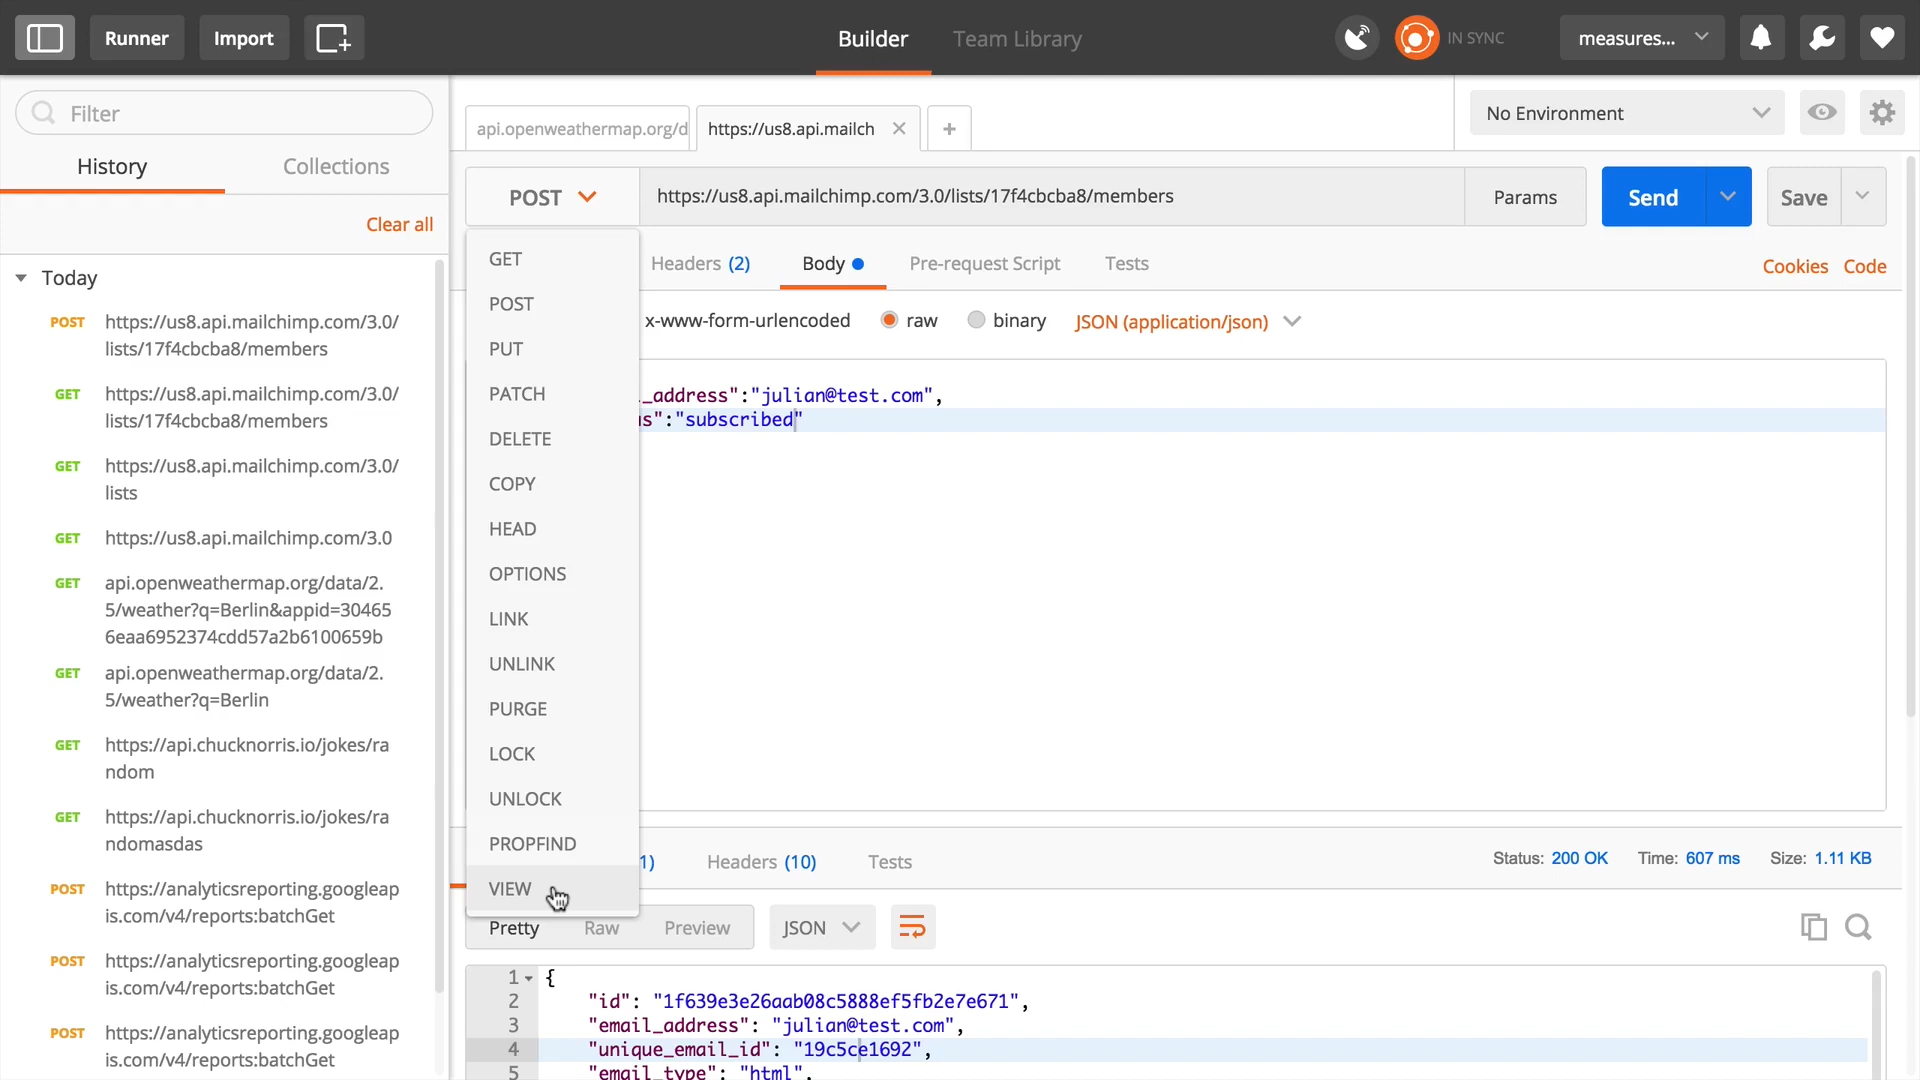 Runner
Import
Builder
Team Library
IN SYNC
measures...
Filter
History
Collections
Clear all
Today
POST https://us8.api.mailchimp.com/3.0/
lists/17f4cbcba8/members
GET https://us8.api.mailchimp.com/3.0/
lists/17f4cbcba8/members
GET https://us8.api.mailchimp.com/3.0/
lists
GET https://us8.api.mailchimp.com/3.0
GET api.openweathermap.org/data/2.
5/weather?q=Berlin&appid=30465
6eaa6952374cdd57a2b6100659b
GET api.openweathermap.org/data/2.
5/weather?q=Berlin
GET https://api.chucknorris.io/jokes/ra
ndom
GET https://api.chucknorris.io/jokes/ra
ndomasdas
POST https://analyticsreporting.googleap
is.com/v4/reports:batchGet
POST https://analyticsreporting.googleap
is.com/v4/reports:batchGet
POST https://analyticsreporting.googleap
is.com/v4/reports:batchGet
api.openweathermap.org/d
https://us8.api.mailch
No Environment
POST
https://us8.api.mailchimp.com/3.0/lists/17f4cbcba8/members
Params
Send
Save
GET
POST
PUT
PATCH
DELETE
COPY
HEAD
OPTIONS
LINK
UNLINK
PURGE
LOCK
UNLOCK
PROPFIND
VIEW
Headers (2)
Body
Pre-request Script
Tests
Cookies
Code
x-www-form-urlencoded
raw
binary
JSON (application/json)
_address":"julian@test.com",
us":"subscribed"
1)
Headers (10)
Tests
Status: 200 OK
Time: 607 ms
Size: 1.11 KB
Pretty
Raw
Preview
JSON
1 {
2 "id": "1f639e3e26aab08c5888ef5fb2e7e671",
3 "email_address": "julian@test.com",
4 "unique_email_id": "19c5ce1692",
5 "email_type": "html",